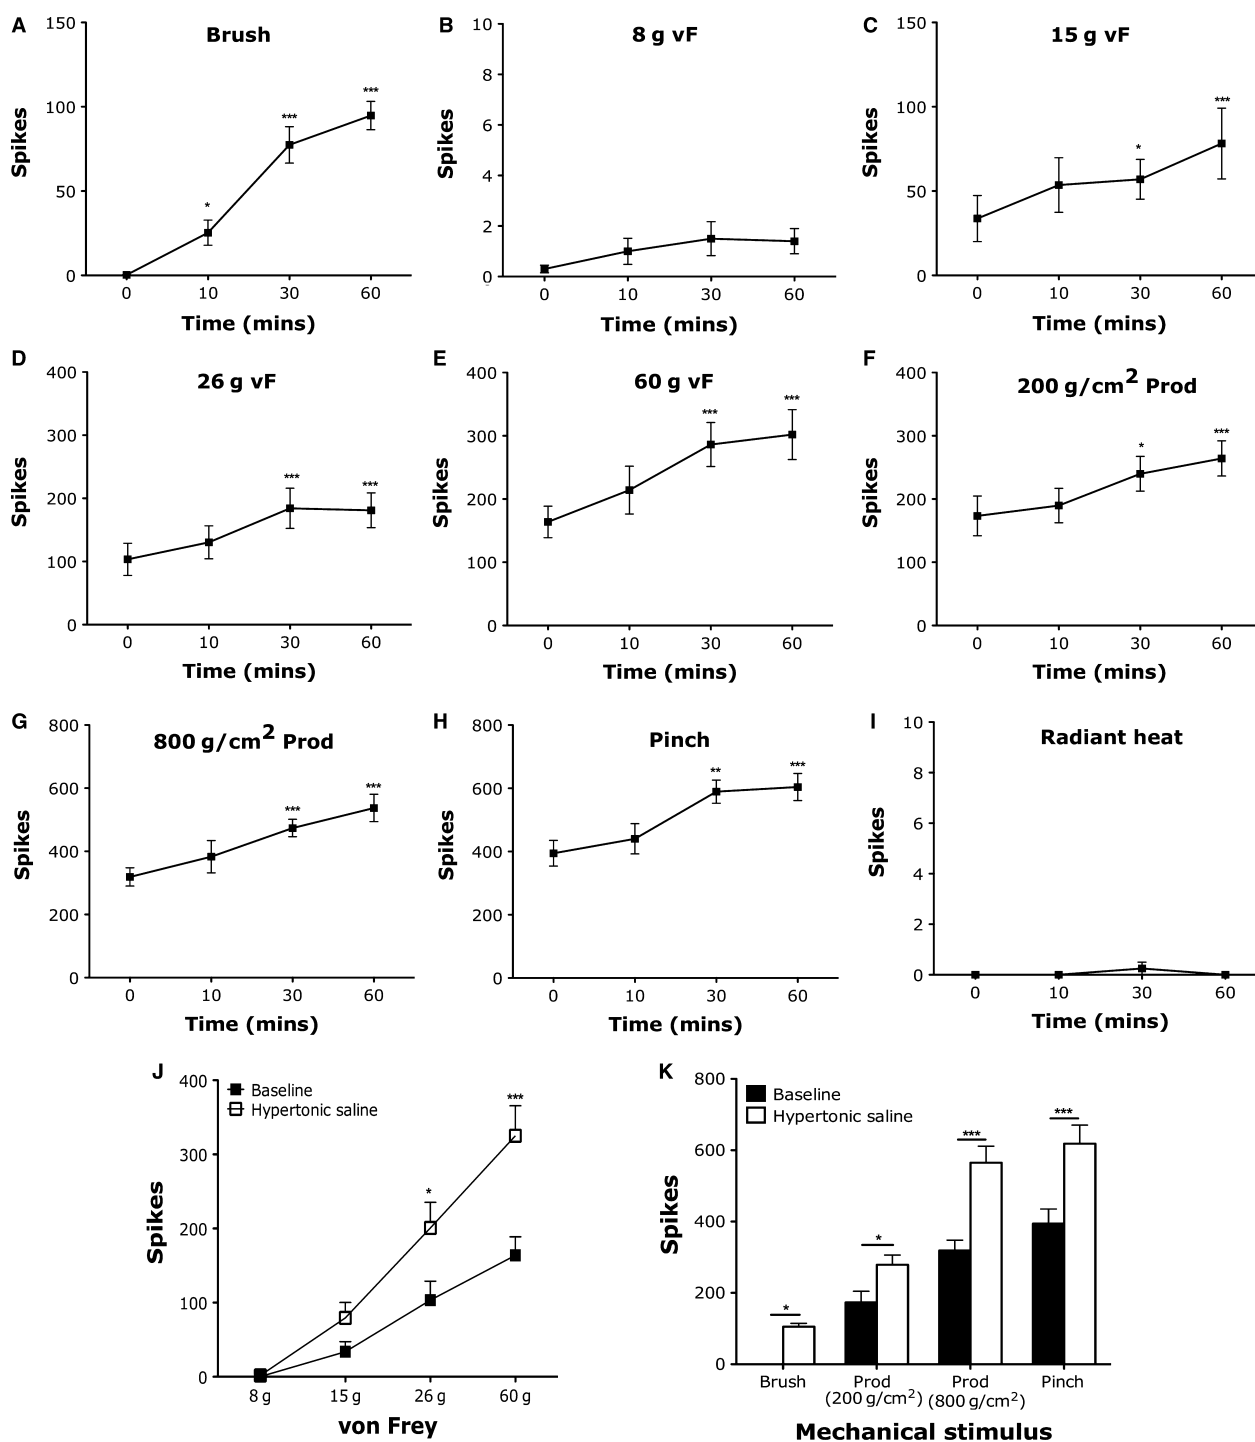 A
Brush
Spikes
150
100
50
0
*
***
***
0 10 30 60
Time (mins)
B
8 g vF
Spikes
10
8
6
4
2
0
0 10 30 60
Time (mins)
C
15 g vF
Spikes
150
100
50
0
*
***
0 10 30 60
Time (mins)
D
26 g vF
Spikes
400
300
200
100
0
***
***
0 10 30 60
Time (mins)
E
60 g vF
Spikes
400
300
200
100
0
***
***
0 10 30 60
Time (mins)
F
200 g/cm² Prod
Spikes
400
300
200
100
0
*
***
0 10 30 60
Time (mins)
G
800 g/cm² Prod
Spikes
800
600
400
200
0
***
***
0 10 30 60
Time (mins)
H
Pinch
Spikes
800
600
400
200
0
**
***
0 10 30 60
Time (mins)
I
Radiant heat
Spikes
10
8
6
4
2
0
0 10 30 60
Time (mins)
J
Baseline
Hypertonic saline
Spikes
400
300
200
100
0
*
***
8 g 15 g 26 g 60 g
von Frey
K
Baseline
Hypertonic saline
Spikes
800
600
400
200
0
*
*
***
***
Brush Prod Prod Pinch
(200 g/cm²) (800 g/cm²)
Mechanical stimulus